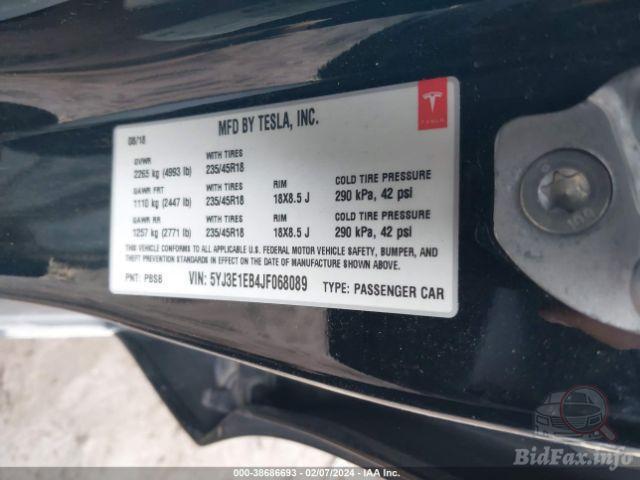 MFD BY TESLA, INC.
TESLA
08/18
GVWR WITH TIRES
2265 kg (4993 lb) 235/45R18
GAWR FRT WITH TIRES RIM COLD TIRE PRESSURE
1110 kg (2447 lb) 235/45R18 18X8.5 J 290 kPa, 42 psi
GAWR RR WITH TIRES RIM COLD TIRE PRESSURE
1257 kg (2771 lb) 235/45R18 18X8.5 J 290 kPa, 42 psi
THIS VEHICLE CONFORMS TO ALL APPLICABLE U.S. FEDERAL MOTOR VEHICLE SAFETY, BUMPER, AND
THEFT PREVENTION STANDARDS IN EFFECT ON THE DATE OF MANUFACTURE SHOWN ABOVE.
PNT: PBSB VIN: 5YJ3E1EB4JF068089 TYPE: PASSENGER CAR
BidFax.info
000-38686693 - 02/07/2024 - IAA Inc.